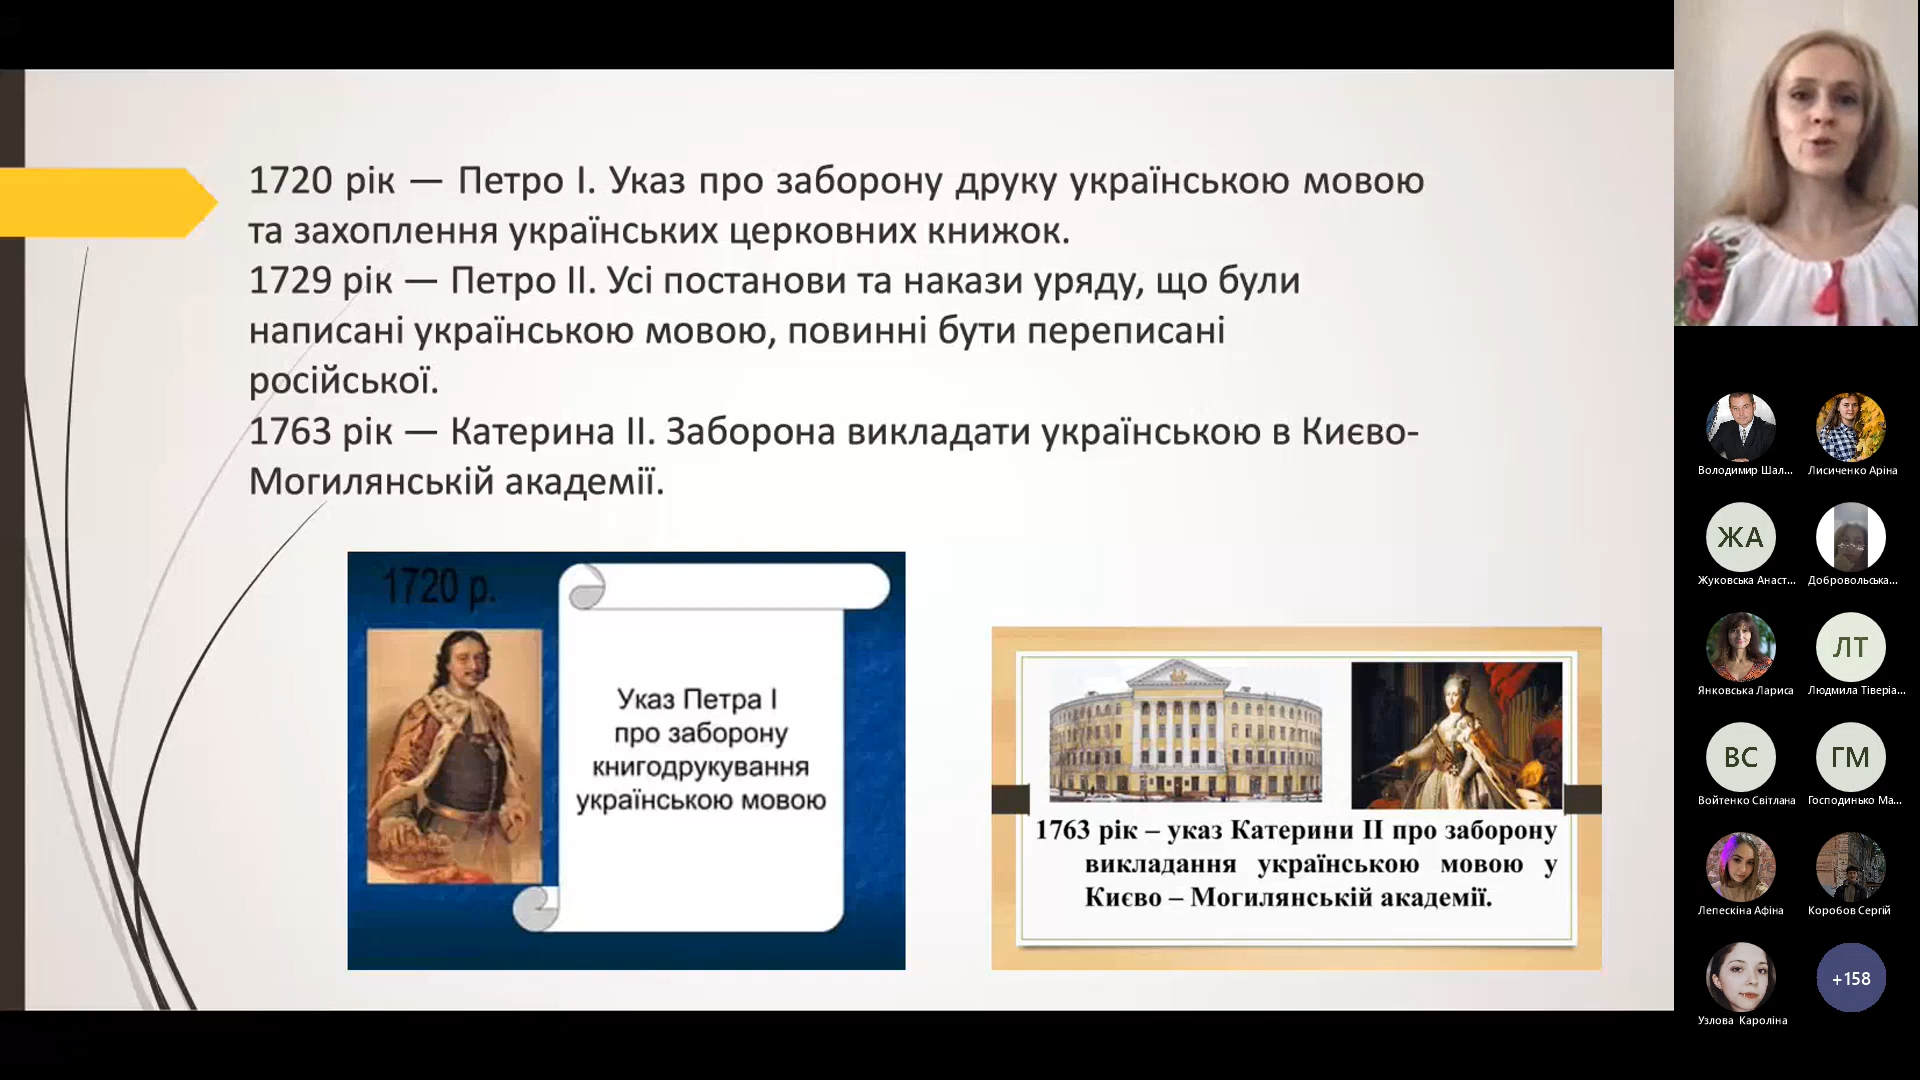 1720 рік — Петро І. Указ про заборону друку українською мовою
та захоплення українських церковних книжок.
1729 рік — Петро ІІ. Усі постанови та накази уряду, що були
написані українською мовою, повинні бути переписані
російської.
1763 рік — Катерина ІІ. Заборона викладати українською в Києво-
Могилянській академії.
1720 р.
Указ Петра І
про заборону
книгодрукування
українською мовою
1763 рік – указ Катерини ІІ про заборону
викладання українською мовою у
Києво – Могилянській академії.
Володимир Шал...
Лисиченко Аріна
ЖА
Жуковська Анаст...
Добровольська...
Янковська Лариса
ЛТ
Людмила Тіверіа...
ВС
Войтенко Світлана
ГМ
Господинько Ма...
Лепескіна Афіна
Коробов Сергій
Узлова Кароліна
+158